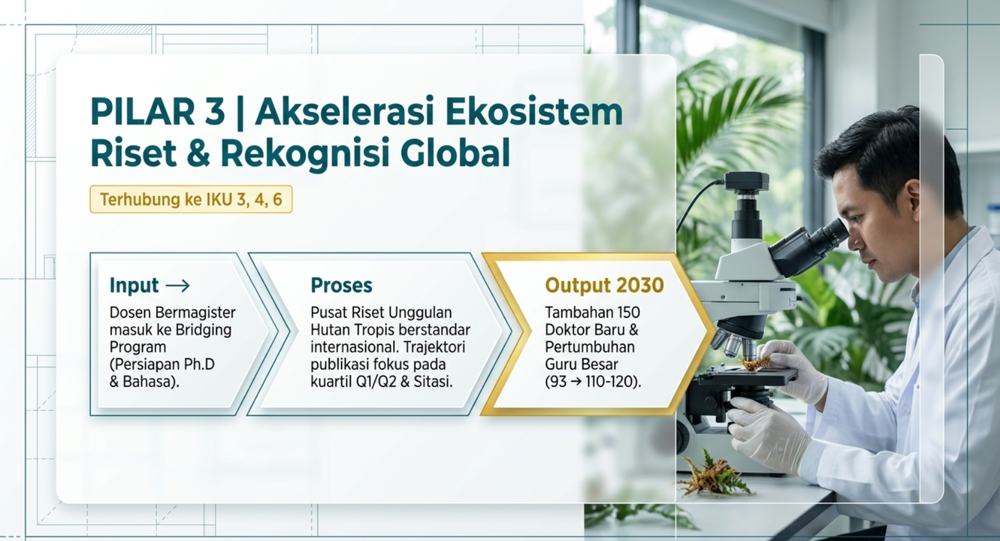 PILAR 3 | Akselerasi Ekosistem
Riset & Rekognisi Global
Terhubung ke IKU 3, 4, 6
Input →
Dosen Bermagister
masuk ke Bridging
Program
(Persiapan Ph.D
& Bahasa).
Proses
Pusat Riset Unggulan
Hutan Tropis berstandar
internasional. Trajektori
publikasi fokus pada
kuartil Q1/Q2 & Sitasi.
Output 2030
Tambahan 150
Doktor Baru &
Pertumbuhan
Guru Besar
(93 → 110-120).